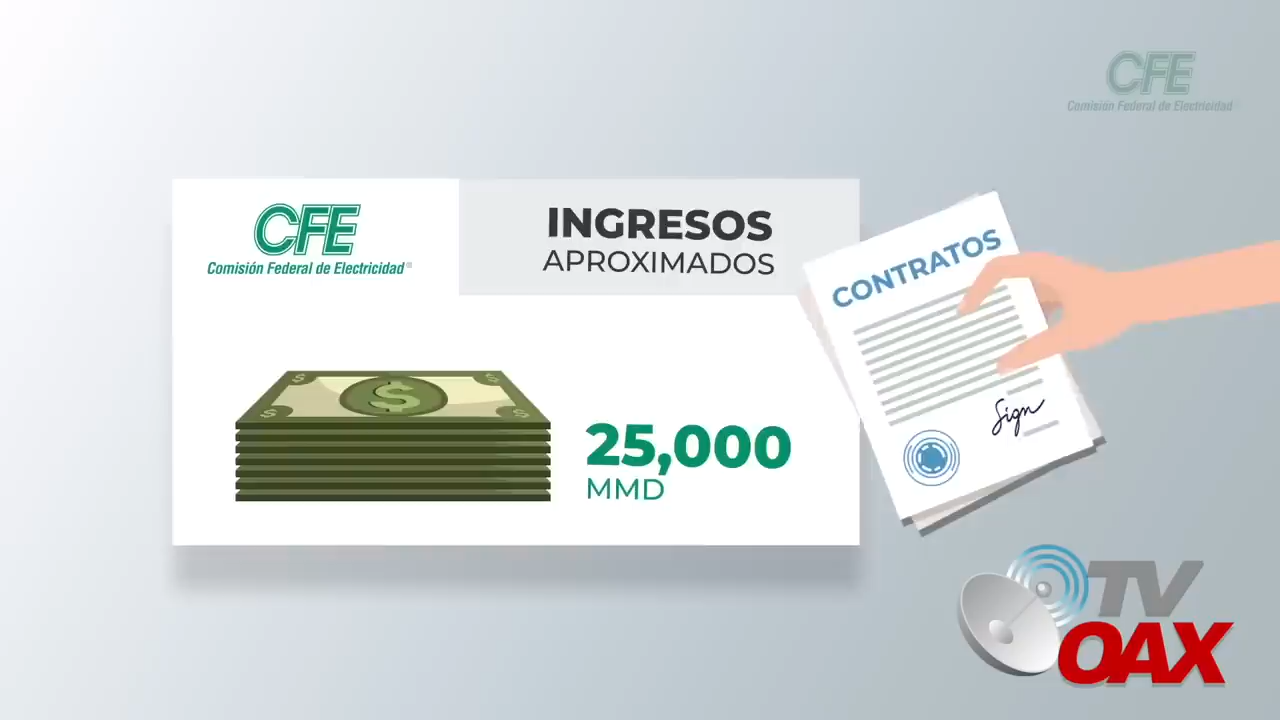 CFE
Comisión Federal de Electricidad
CFE
Comisión Federal de Electricidad®
INGRESOS
APROXIMADOS
CONTRATOS
$ $
$
$ $
25,000
MMD
Sign
TV
OAX